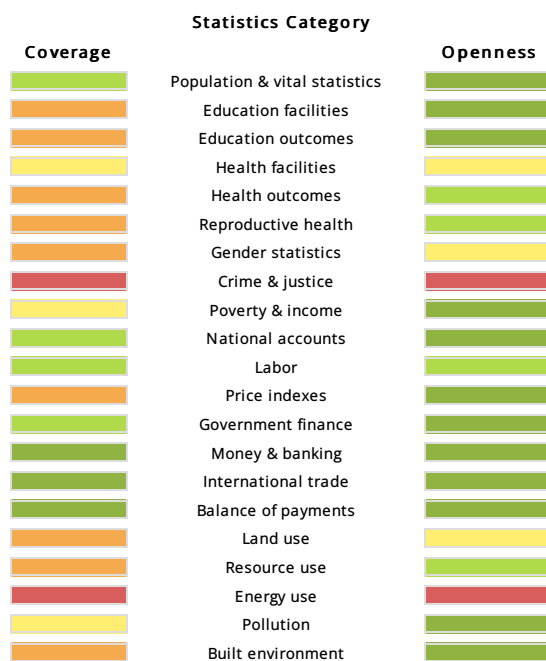 Statistics Category
Coverage Openness
Population & vital statistics
Education facilities
Education outcomes
Health facilities
Health outcomes
Reproductive health
Gender statistics
Crime & justice
Poverty & income
National accounts
Labor
Price indexes
Government finance
Money & banking
International trade
Balance of payments
Land use
Resource use
Energy use
Pollution
Built environment